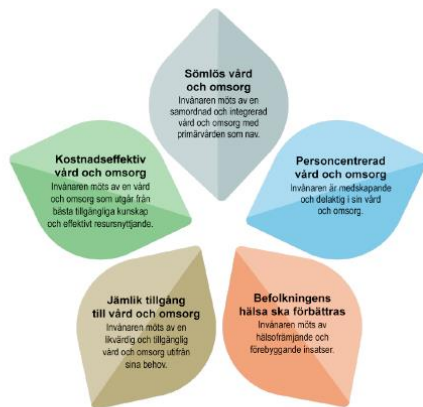 Sömlös vård
och omsorg
Invånaren möts av en
samordnad och integrerad
vård och omsorg med
primärvården som nav.
Kostnadseffektiv
vård och omsorg
Invånaren möts av en vård
och omsorg som utgår från
bästa tillgängliga kunskap
och effektivt resursnyttjande.
Personcentrerad
vård och omsorg
Invånaren är medskapande
och delaktig i sin vård
och omsorg.
Jämlik tillgång
till vård och omsorg
Invånaren möts av en
likvärdig och tillgänglig
vård och omsorg utifrån
sina behov.
Befolkningens
hälsa ska förbättras
Invånaren möts av
hälsofrämjande och
förebyggande insatser.